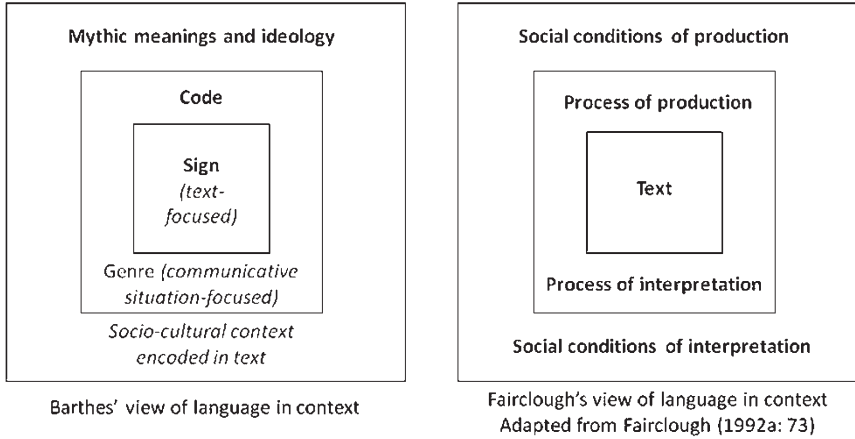 Mythic meanings and ideology
Code
Sign
(text-
focused)
Genre (communicative
situation-focused)
Socio-cultural context
encoded in text
Barthes' view of language in context
Social conditions of production
Process of production
Text
Process of interpretation
Social conditions of interpretation
Fairclough's view of language in context
Adapted from Fairclough (1992a: 73)